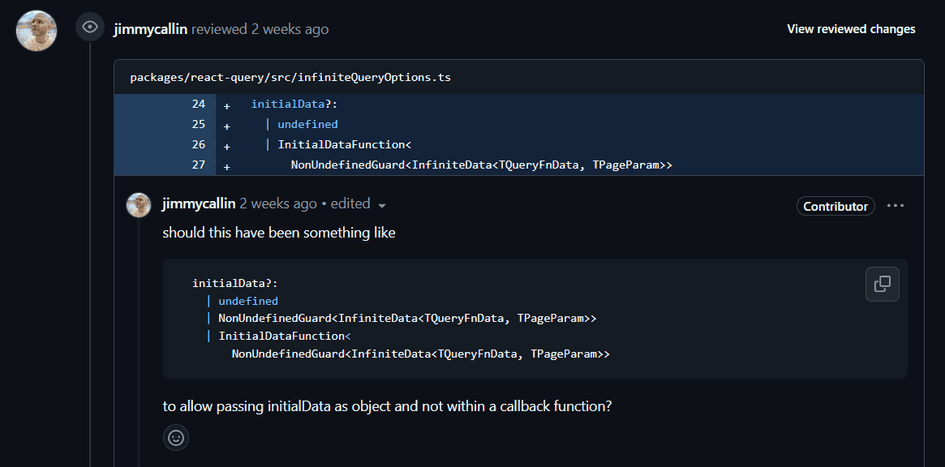 jimmycallin reviewed 2 weeks ago
View reviewed changes
packages/react-query/src/infiniteQueryOptions.ts
24 + initialData?:
25 + | undefined
26 + | InitialDataFunction<
27 + NonUndefinedGuard<InfiniteData<TQueryFnData, TPageParam>>
jimmycallin 2 weeks ago • edited
Contributor
should this have been something like
initialData?:
| undefined
| NonUndefinedGuard<InfiniteData<TQueryFnData, TPageParam>>
| InitialDataFunction<
NonUndefinedGuard<InfiniteData<TQueryFnData, TPageParam>>
to allow passing initialData as object and not within a callback function?